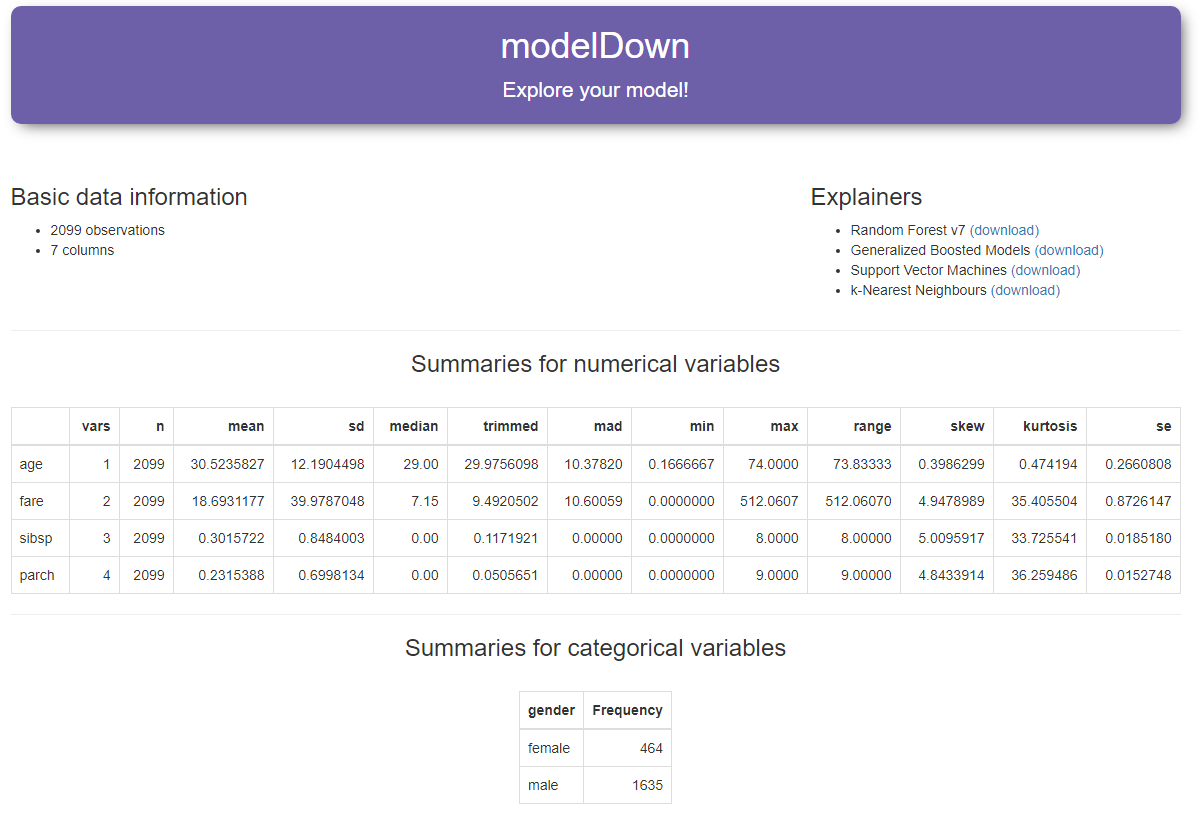 modelDown
Explore your model!
Basic data information
2099 observations
7 columns
Explainers
Random Forest v7 (download)
Generalized Boosted Models (download)
Support Vector Machines (download)
k-Nearest Neighbours (download)
Summaries for numerical variables
vars n mean sd median trimmed mad min max range skew kurtosis se
age 1 2099 30.5235827 12.1904498 29.00 29.9756098 10.37820 0.1666667 74.0000 73.83333 0.3986299 0.474194 0.2660808
fare 2 2099 18.6931177 39.9787048 7.15 9.4920502 10.60059 0.0000000 512.0607 512.06070 4.9478989 35.405504 0.8726147
sibsp 3 2099 0.3015722 0.8484003 0.00 0.1171921 0.00000 0.0000000 8.0000 8.00000 5.0095917 33.725541 0.0185180
parch 4 2099 0.2315388 0.6998134 0.00 0.0505651 0.00000 0.0000000 9.0000 9.00000 4.8433914 36.259486 0.0152748
Summaries for categorical variables
gender Frequency
female 464
male 1635